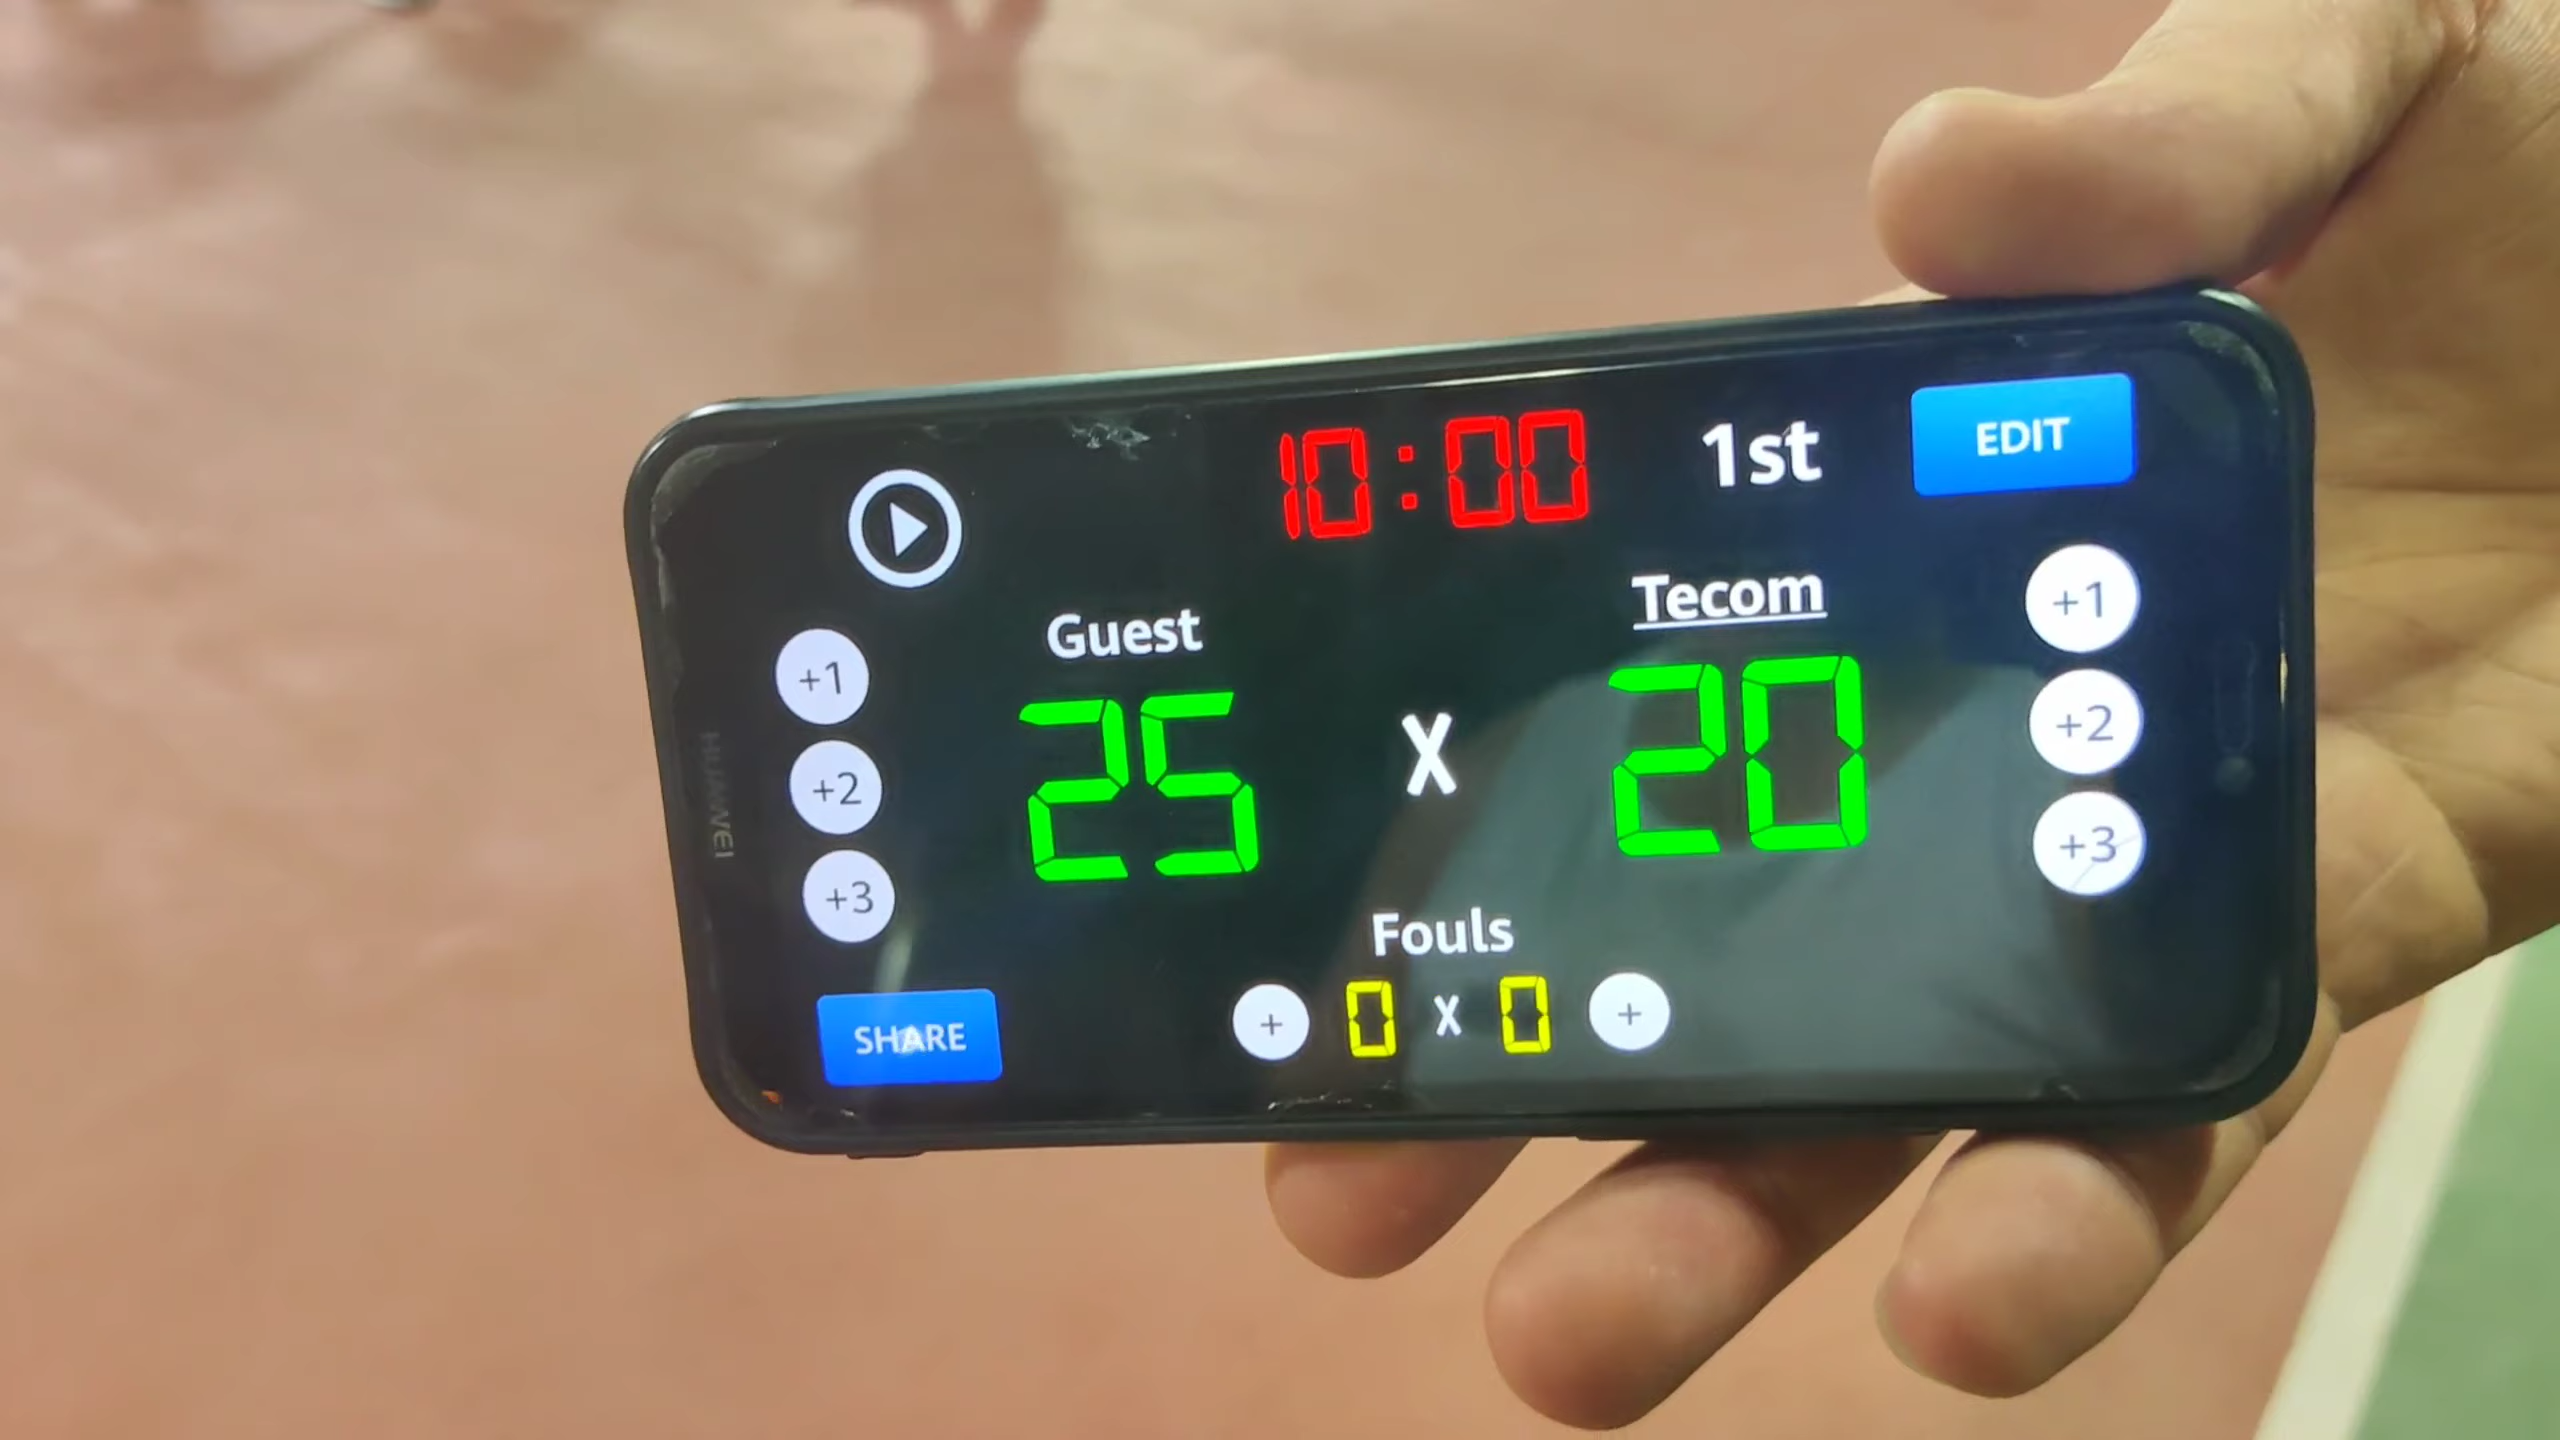 10:00 1st EDIT
Guest Tecom
+1 +1
25 X 20
+2 +2
+3 +3
Fouls
+ 0 X 0 +
SHARE
HUAWEI